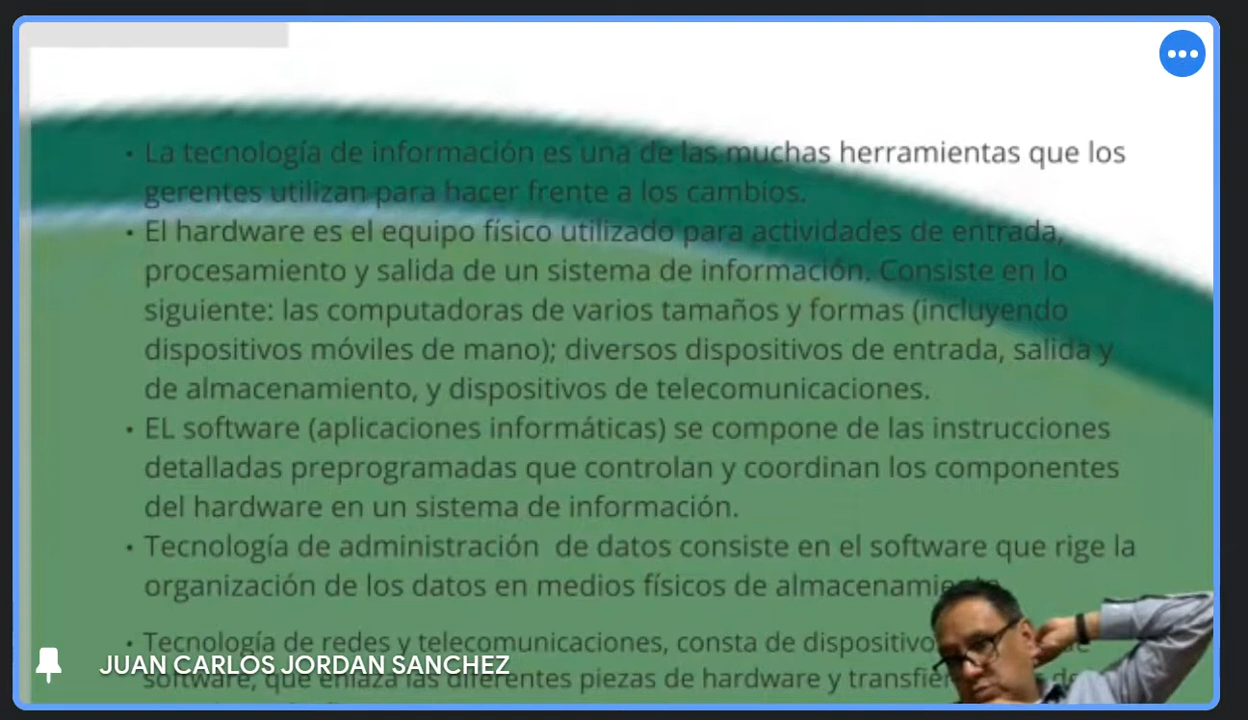 • La tecnología de información es una de las muchas herramientas que los
gerentes utilizan para hacer frente a los cambios.
• El hardware es el equipo físico utilizado para actividades de entrada,
procesamiento y salida de un sistema de información. Consiste en lo
siguiente: las computadoras de varios tamaños y formas (incluyendo
dispositivos móviles de mano); diversos dispositivos de entrada, salida y
de almacenamiento, y dispositivos de telecomunicaciones.
• EL software (aplicaciones informáticas) se compone de las instrucciones
detalladas preprogramadas que controlan y coordinan los componentes
del hardware en un sistema de información.
• Tecnología de administración de datos consiste en el software que rige la
organización de los datos en medios físicos de
• Tecnología de redes y telecomunicaciones, consta de
JUAN CARLOS JORDAN SANCHEZ
software, que enlaza las diferentes piezas de hardware y